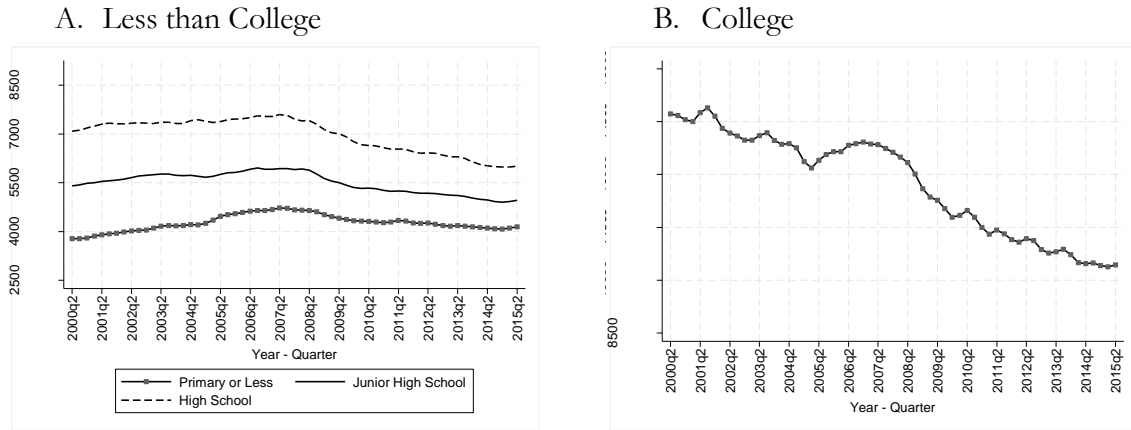 A. Less than College
8500
7000
5500
4000
2500
2000q2
2001q2
2002q2
2003q2
2004q2
2005q2
2006q2
2007q2
2008q2
2009q2
2010q2
2011q2
2012q2
2013q2
2014q2
2015q2
Year - Quarter
Primary or Less
Junior High School
High School
B. College
8500
2000q2
2001q2
2002q2
2003q2
2004q2
2005q2
2006q2
2007q2
2008q2
2009q2
2010q2
2011q2
2012q2
2013q2
2014q2
2015q2
Year - Quarter